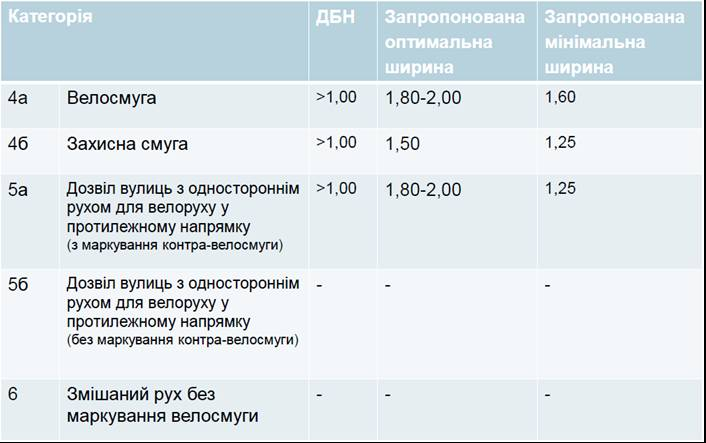 Категорія ДБН Запропонована оптимальна ширина Запропонована мінімальна ширина
4а Велосмуга >1,00 1,80-2,00 1,60
4б Захисна смуга >1,00 1,50 1,25
5а Дозвіл вулиць з одностороннім >1,00 1,80-2,00 1,25
рухом для велоруху у
протилежному напрямку
(з маркування контра-велосмуги)
5б Дозвіл вулиць з одностороннім - - -
рухом для велоруху у
протилежному напрямку
(без маркування контра-велосмуги)
6 Змішаний рух без - - -
маркування велосмуги